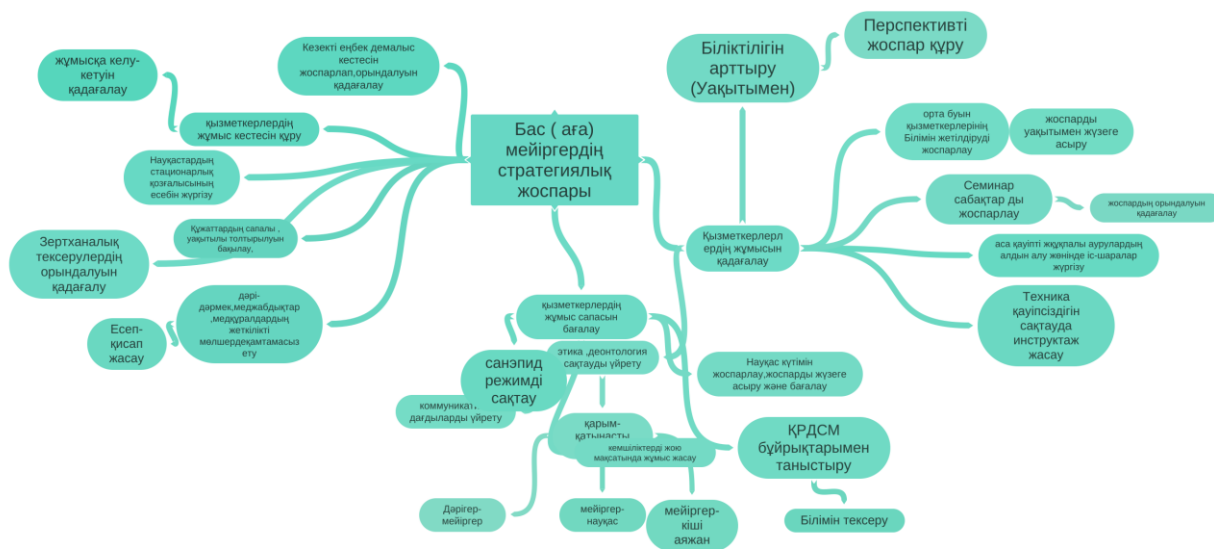 Перспективті
жоспар құру
Біліктілігін
арттыру
(Уақытымен)
Кезекті еңбек демалыс
кестесін
жоспарлап,орындалуын
қадағалау
жұмысқа келу-
кетуін
қадағалау
қызметкерлердің
жұмыс кестесін құру
Бас ( аға)
мейіргердің
стратегиялық
жоспары
орта буын
қызметкерлерінің
Білімін жетілдіруді
жоспарлау
жоспарды
уақытымен жүзеге
асыру
Науқастардың
стационарлық
қозғалысының
есебін жүргізу
Семинар
сабақтар ды
жоспарлау
жоспардың орындалуын
қадағалау
Құжаттардың сапалы ,
уақытылы толтырылуын
бақылау,
Зертханалық
тексерулердің
орындалуын
қадағалу
Қызметкерлерл
ердің жұмысын
қадағалау
аса қауіпті жққұпалы аурулардың
алдын алу жөнінде іс-шаралар
жүргізу
дәрі-
дәрмек,меджабдықтар
,медқұралдардың
жеткілікті
мөлшердеқамтамасыз
ету
Есеп-
қисап
жасау
Техника
қауіпсіздігін
сақтауда
инструктаж
жасау
қызметкерлердің
жұмыс сапасын
бағалау
этика ,деонтология
сақтауды үйрету
санэпид
режимді
сақтау
Науқас күтімін
жоспарлау,жоспарды жүзеге
асыру және бағалау
дағдыларды үйрету
қарым-
қатынасты
кемшіліктерді жою
мақсатында жұмыс жасау
ҚРДСМ
бұйрықтарымен
таныстыру
Дәрігер-
мейіргер
мейіргер-
науқас
мейіргер-
кіші
аяжан
Білімін тексеру